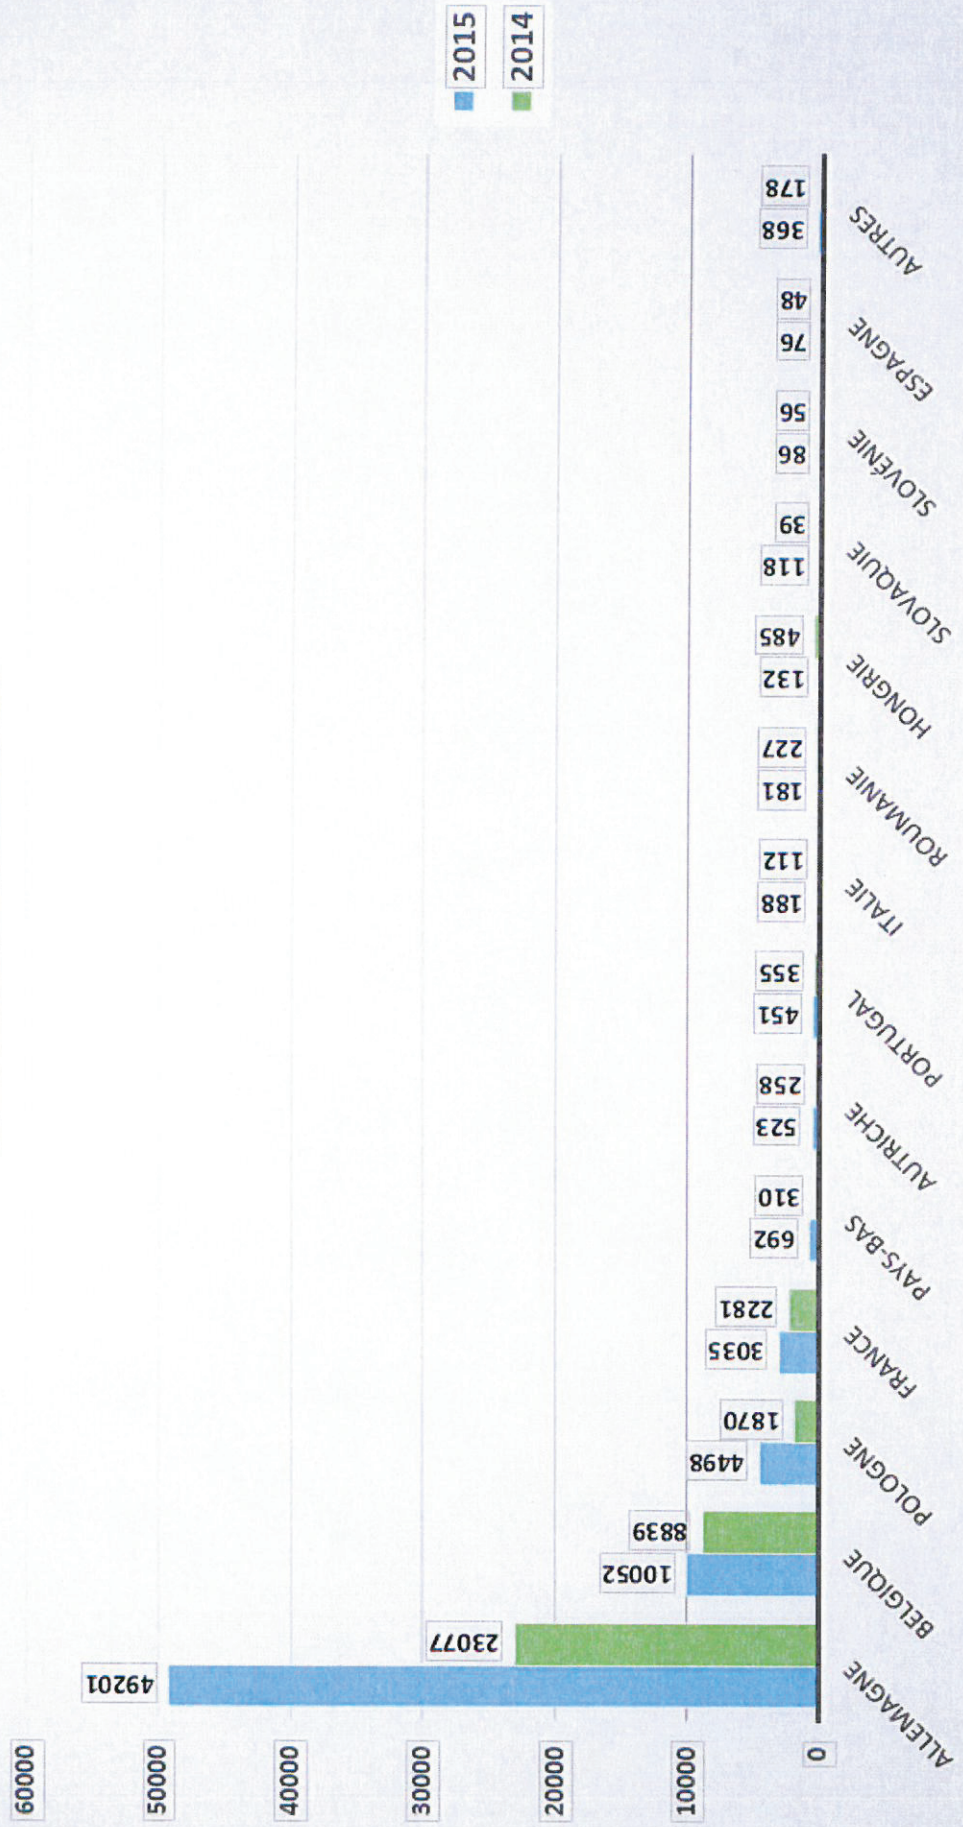 60000
50000
40000
30000
20000
10000
0
49201
23077
10052
8839
4498
1870
3035
2281
692
310
523
258
451
355
188
112
181
227
132
485
118
39
86
56
76
48
368
178
ALLEMAGNE
BELGIQUE
POLOGNE
FRANCE
PAYS-BAS
AUTRICHE
PORTUGAL
ITALIE
ROUMANIE
HONGRIE
SLOVAQUIE
SLOVÉNIE
ESPAGNE
AUTRES
2015
2014